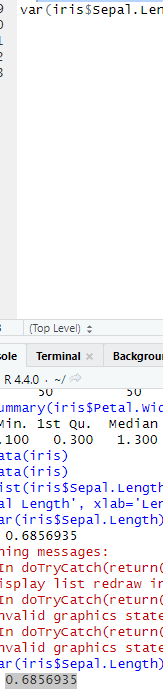 9 var(iris$Sepal.Len
0
1
2
3
(Top Level)
sole Terminal × Backgroun
R 4.4.0 · ~/
50 50
ummary(iris$Petal.Wid
Min. 1st Qu. Median
.100 0.300 1.300
ata(iris)
ata(iris)
ist(iris$Sepal.Length
al Length', xlab='Len
ar(iris$Sepal.Length)
0.6856935
ning messages:
In doTryCatch(return(
isplay list redraw in
In doTryCatch(return(
nvalid graphics state
In doTryCatch(return(
nvalid graphics state
ar(iris$Sepal.Length)
0.6856935